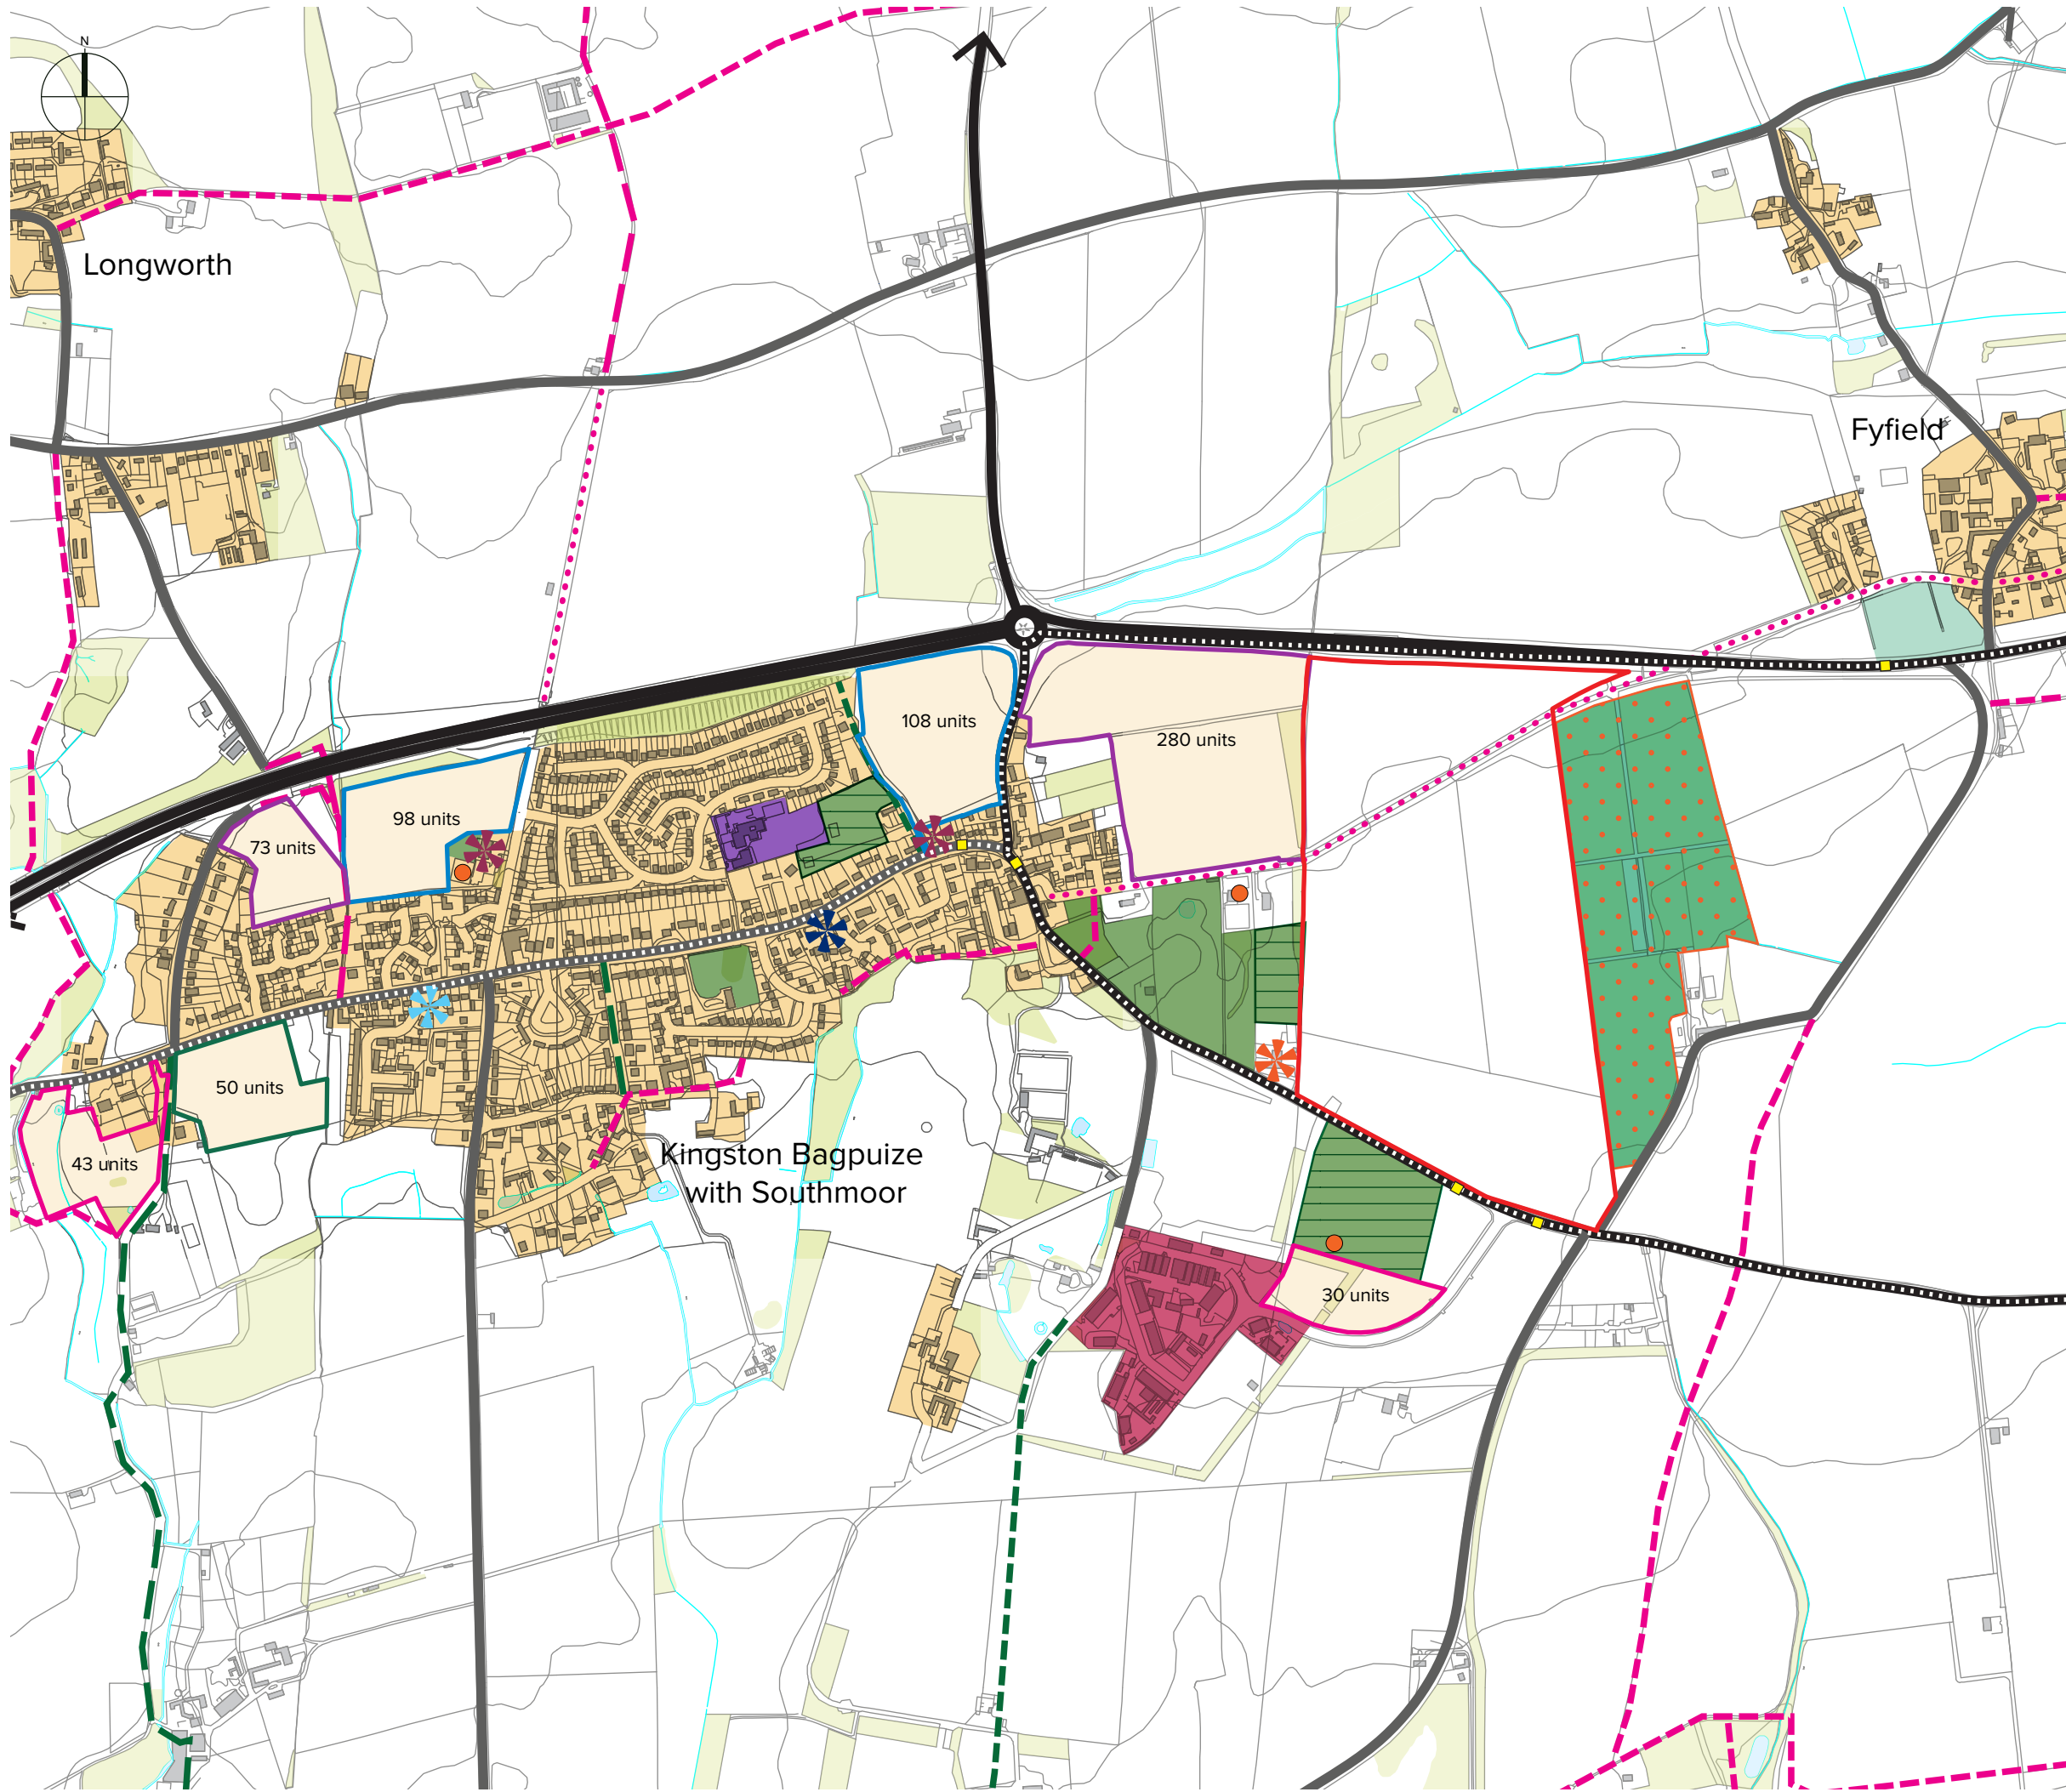 N
Longworth
Fyfield
108 units
280 units
98 units
73 units
50 units
43 units
Kingston Bagpuize
with Southmoor
30 units